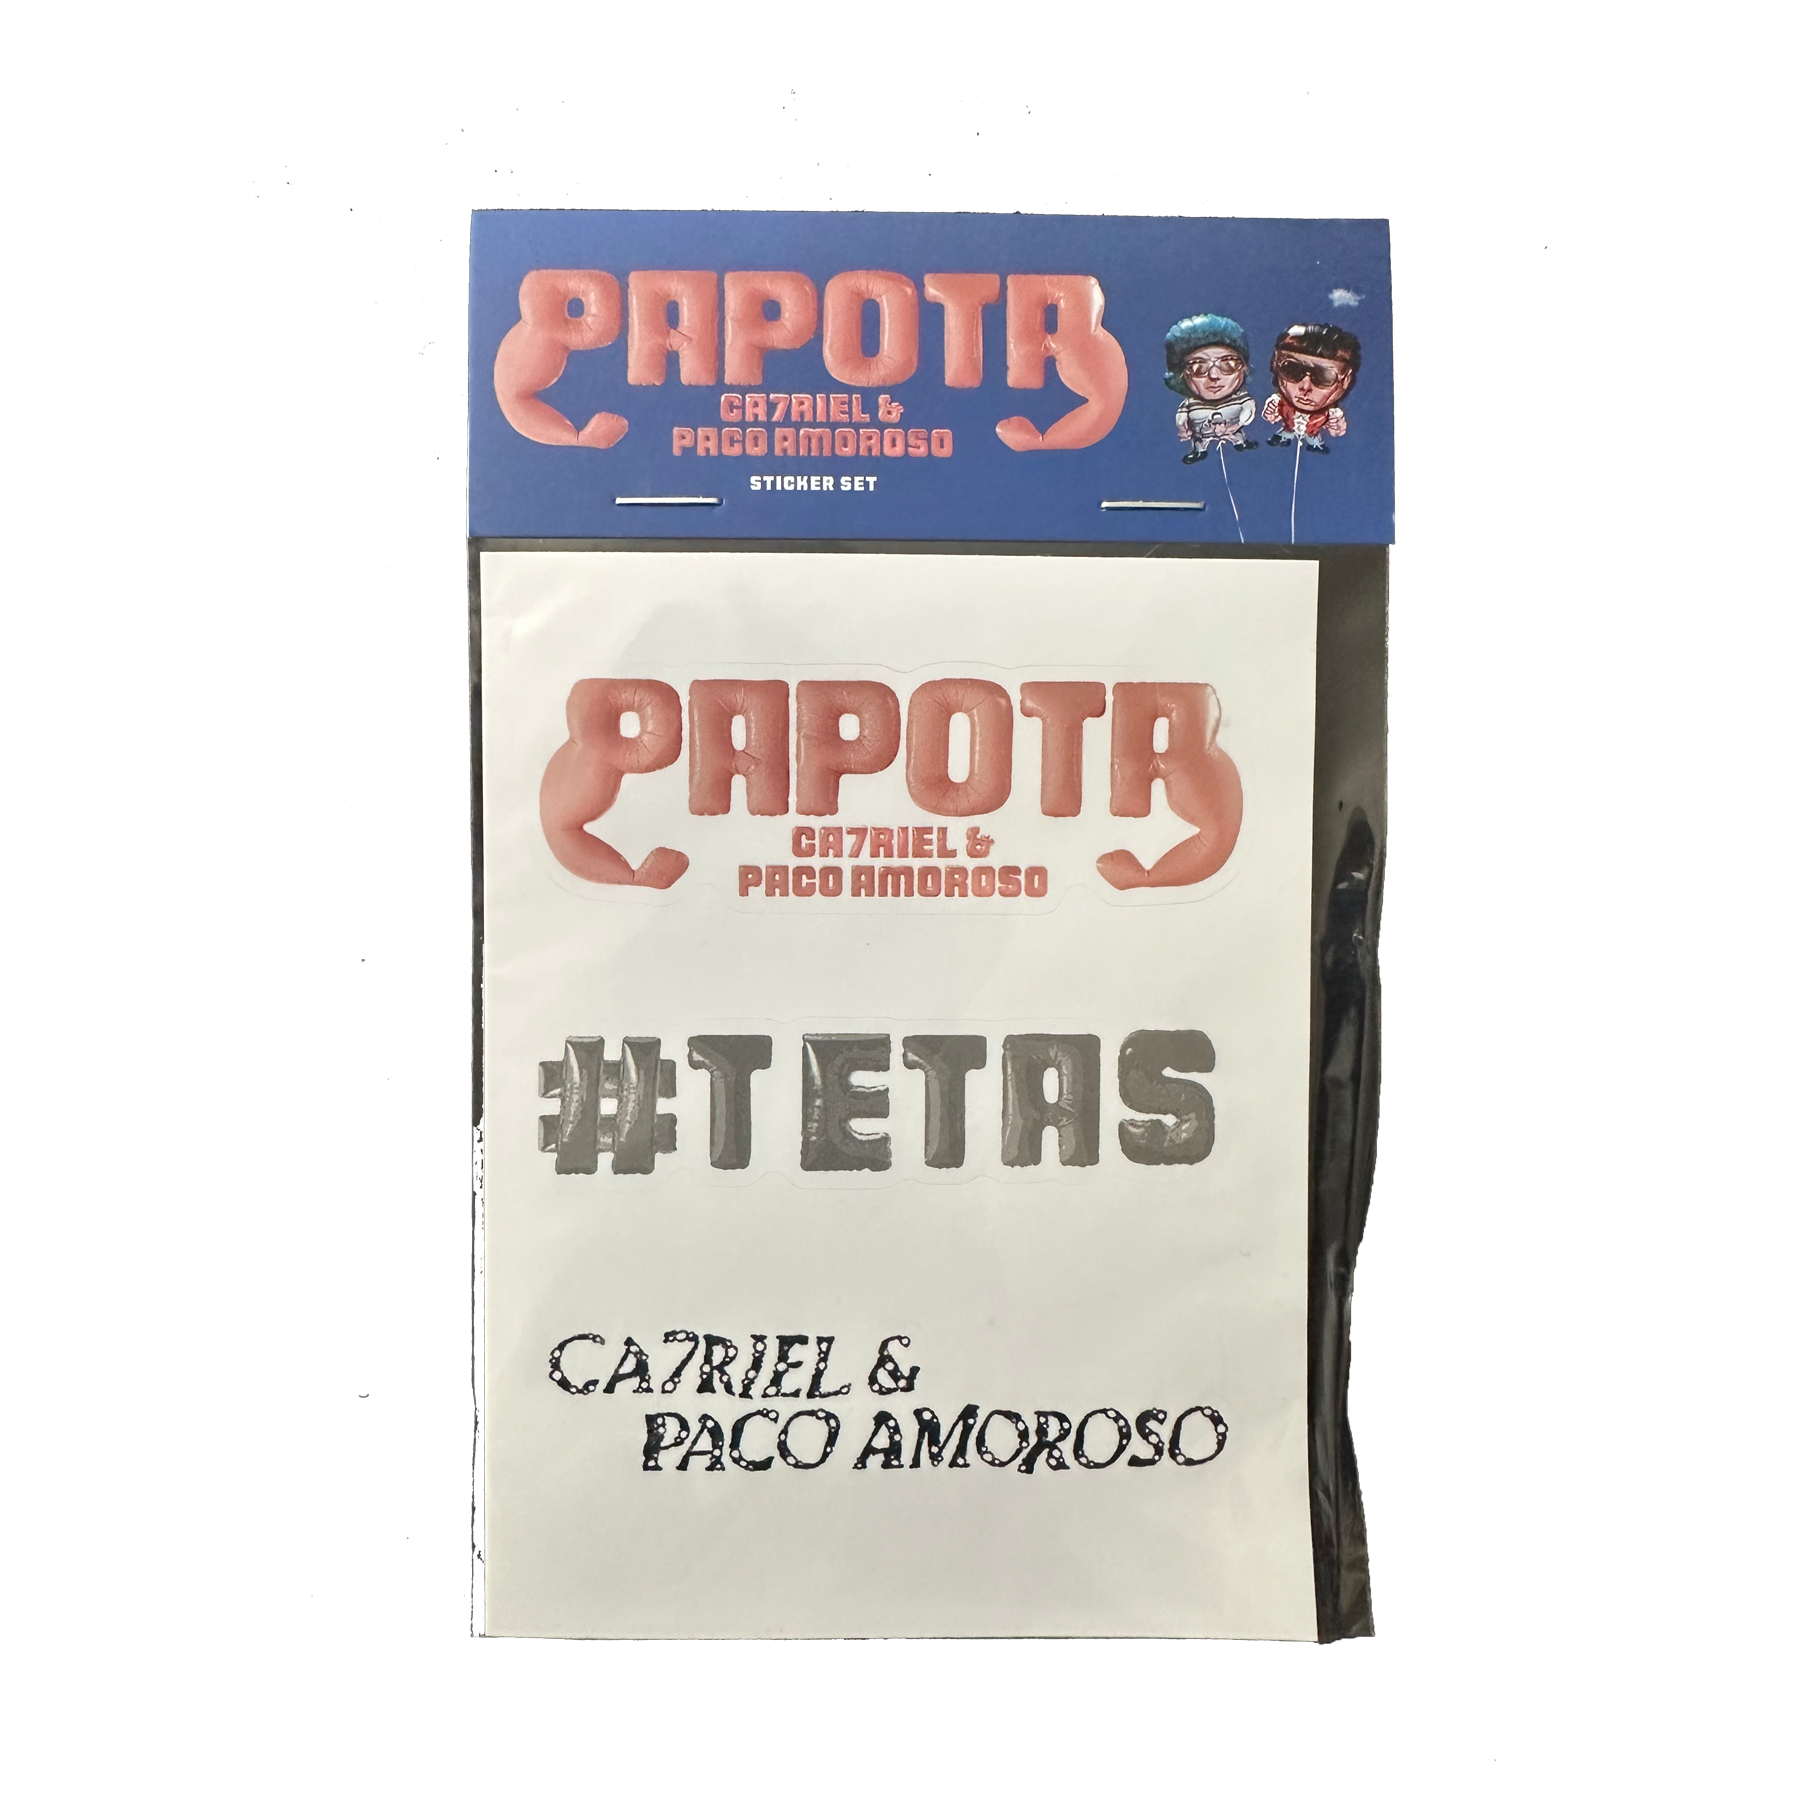 PAPOTA
CA7RIEL &
PACO AMOROSO
STICKER SET
PAPOTA
CA7RIEL &
PACO AMOROSO
#TETAS
CA7RIEL &
PACO AMOROSO